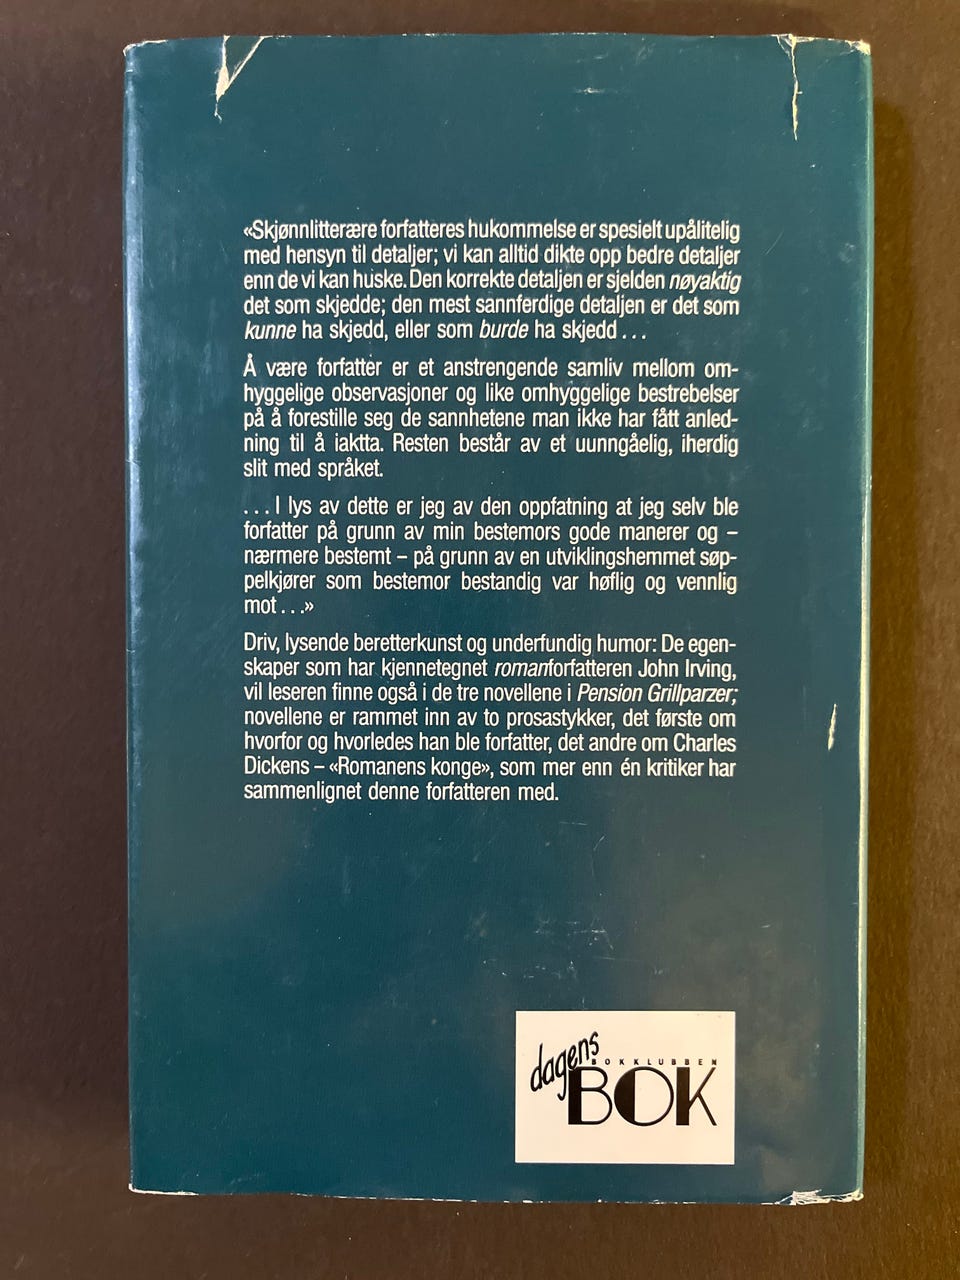 «Skjønnlitterære forfatteres hukommelse er spesielt upålitelig
med hensyn til detaljer; vi kan alltid dikte opp bedre detaljer
enn de vi kan huske. Den korrekte detaljen er sjelden nøyaktig
det som skjedde; den mest sannferdige detaljen er det som
kunne ha skjedd, eller som burde ha skjedd ...
Å være forfatter er et anstrengende samliv mellom om-
hyggelige observasjoner og like omhyggelige bestrebelser
på å forestille seg de sannhetene man ikke har fått anled-
ning til å iaktta. Resten består av et uunngåelig, iherdig
slit med språket.
... I lys av dette er jeg av den oppfatning at jeg selv ble
forfatter på grunn av min bestemors gode manerer og –
nærmere bestemt – på grunn av en utviklingshemmet søp-
pelkjører som bestemor bestandig var høflig og vennlig
mot ...»
Driv, lysende beretterkunst og underfundig humor: De egen-
skaper som har kjennetegnet romanforfatteren John Irving,
vil leseren finne også i de tre novellene i Pension Grillparzer;
novellene er rammet inn av to prosastykker, det første om
hvorfor og hvorledes han ble forfatter, det andre om Charles
Dickens – «Romanens konge», som mer enn én kritiker har
sammenlignet denne forfatteren med.
dagens
BOKKLUBBEN
BOK